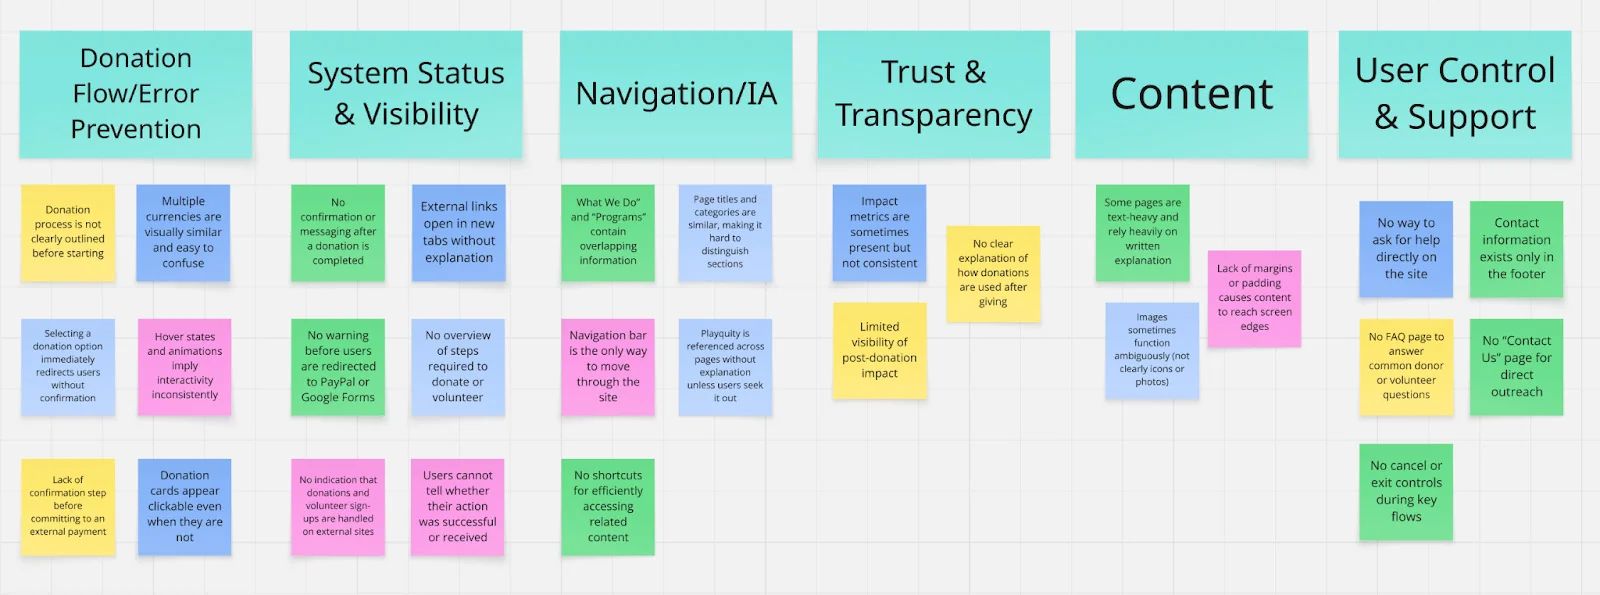 Donation
Flow/Error
Prevention
System Status
& Visibility
Navigation/IA
Trust &
Transparency
Content
User Control
& Support
Donation
process is not
clearly outlined
before starting
Multiple
currencies are
visually similar
and easy to
confuse
Selecting a
donation option
immediately
redirects users
without
confirmation
Hover states
and animations
imply
interactivity
inconsistently
Lack of
confirmation step
before
committing to an
external payment
Donation
cards appear
clickable even
when they are
not
No
confirmation or
messaging after
a donation is
completed
External links
open in new
tabs without
explanation
No warning
before users
are redirected
to PayPal or
Google Forms
No overview
of steps
required to
donate or
volunteer
No indication that
donations and
volunteer sign-
ups are handled
on external sites
Users cannot
tell whether
their action
was successful
or received
What We Do”
and “Programs”
contain
overlapping
information
Page titles and
categories are
similar, making it
hard to
distinguish
sections
Navigation bar
is the only way
to move
through the
site
Playquity is
referenced across
pages without
explanation
unless users seek
it out
No shortcuts
for efficiently
accessing
related
content
Impact
metrics are
sometimes
present but
not consistent
No clear
explanation of
how donations
are used after
giving
Limited
visibility of
post-donation
impact
Some pages are
text-heavy and
rely heavily on
written
explanation
Lack of margins
or padding
causes content
to reach screen
edges
Images
sometimes
function
ambiguously (not
clearly icons or
photos)
No way to
ask for help
directly on
the site
Contact
information
exists only in
the footer
No FAQ page to
answer
common donor
or volunteer
questions
No “Contact
Us” page for
direct
outreach
No cancel or
exit controls
during key
flows